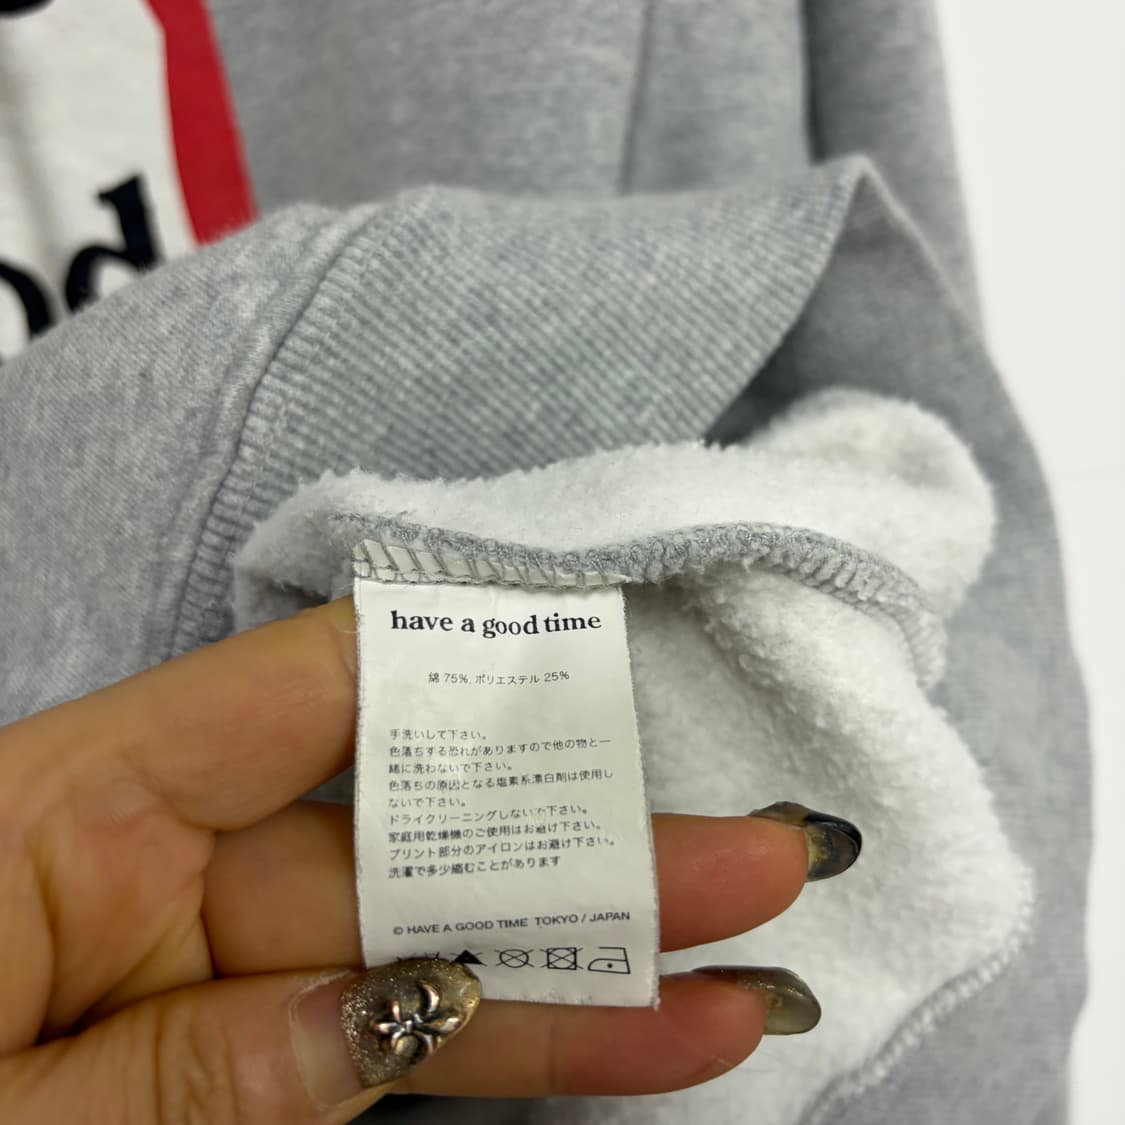 od
have a good time
綿 75%, ポリエステル 25%
手洗いして下さい。
色落ちする恐れがありますので他の物と一
緒に洗わないで下さい。
色落ちの原因となる塩素系漂白剤は使用し
ないで下さい。
ドライクリーニングしないで下さい。
家庭用乾燥機のご使用はお避け下さい。
プリント部分のアイロンはお避け下さい。
洗濯で多少縮むことがあります
© HAVE A GOOD TIME TOKYO / JAPAN